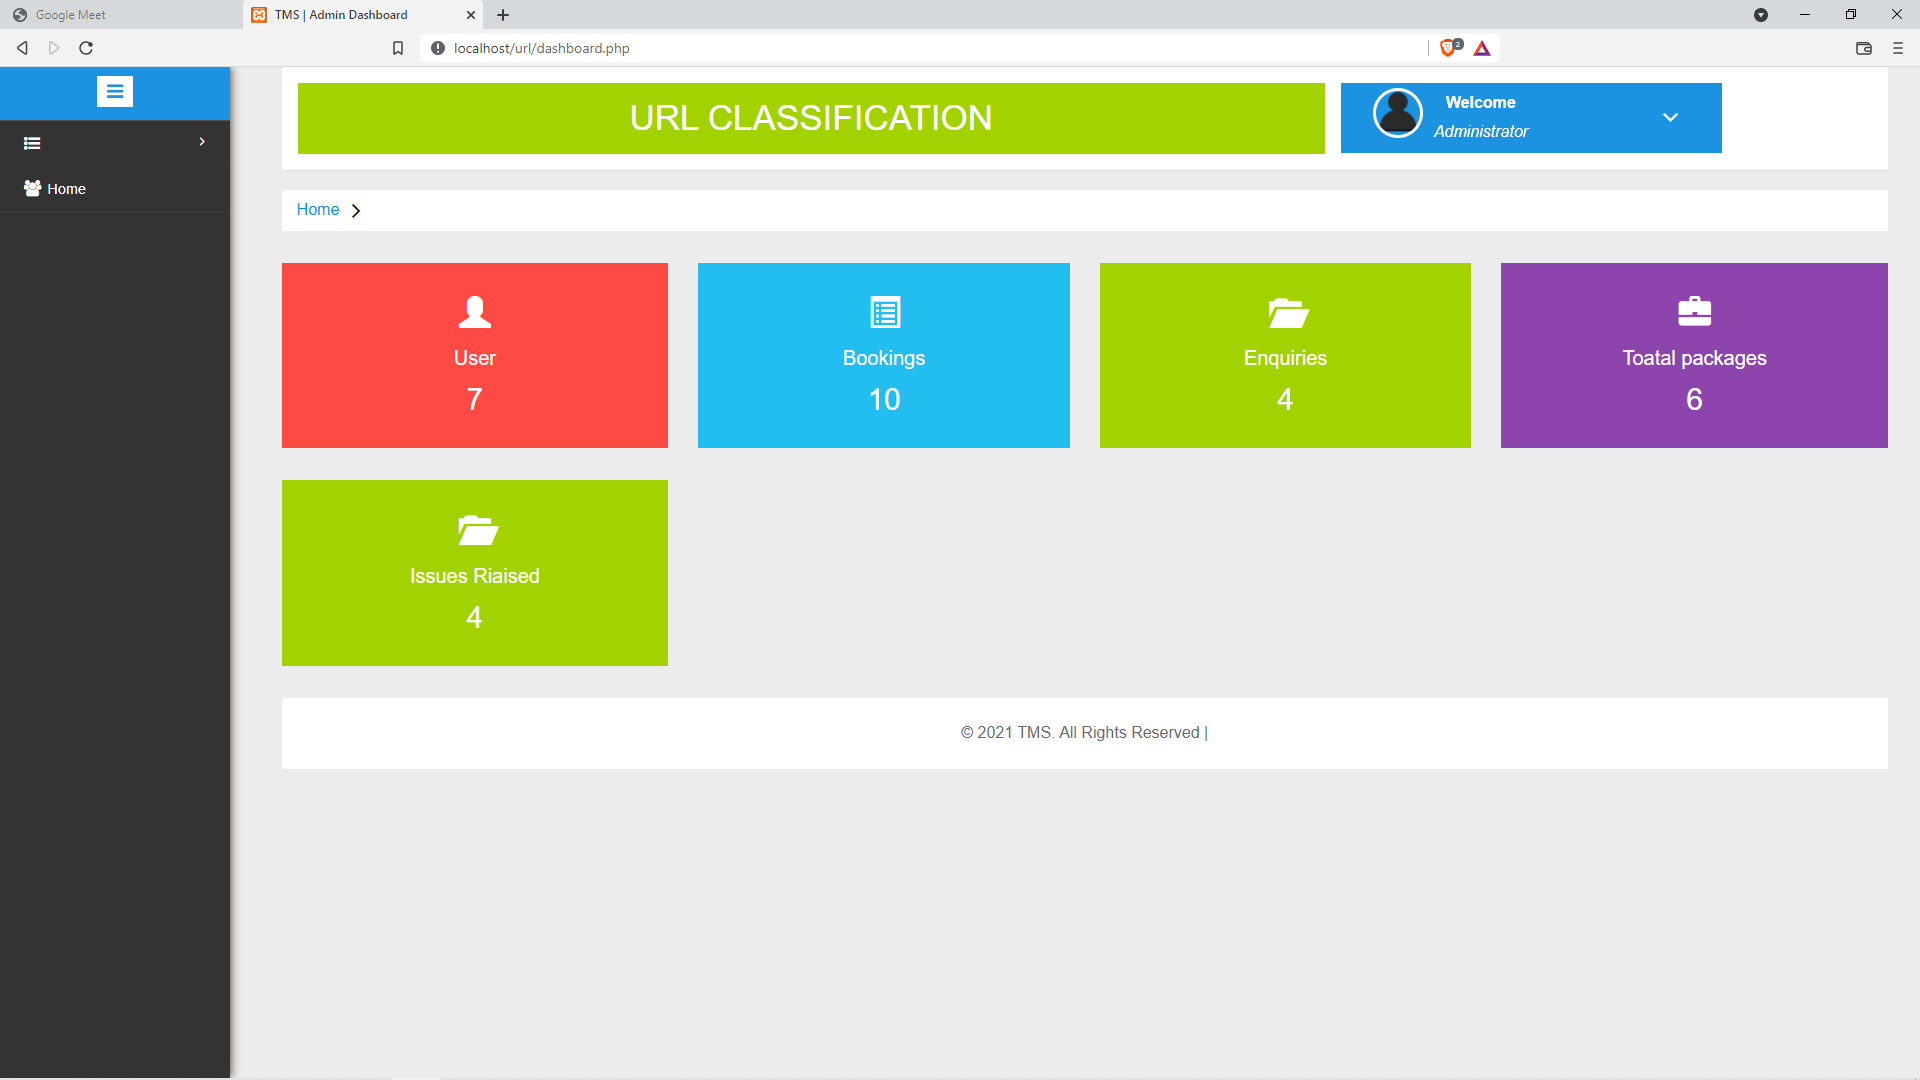 Google Meet
TMS | Admin Dashboard
localhost/url/dashboard.php
2
URL CLASSIFICATION
Welcome
Administrator
Home
Home
User
7
Bookings
10
Enquiries
4
Toatal packages
6
Issues Riaised
4
© 2021 TMS. All Rights Reserved |